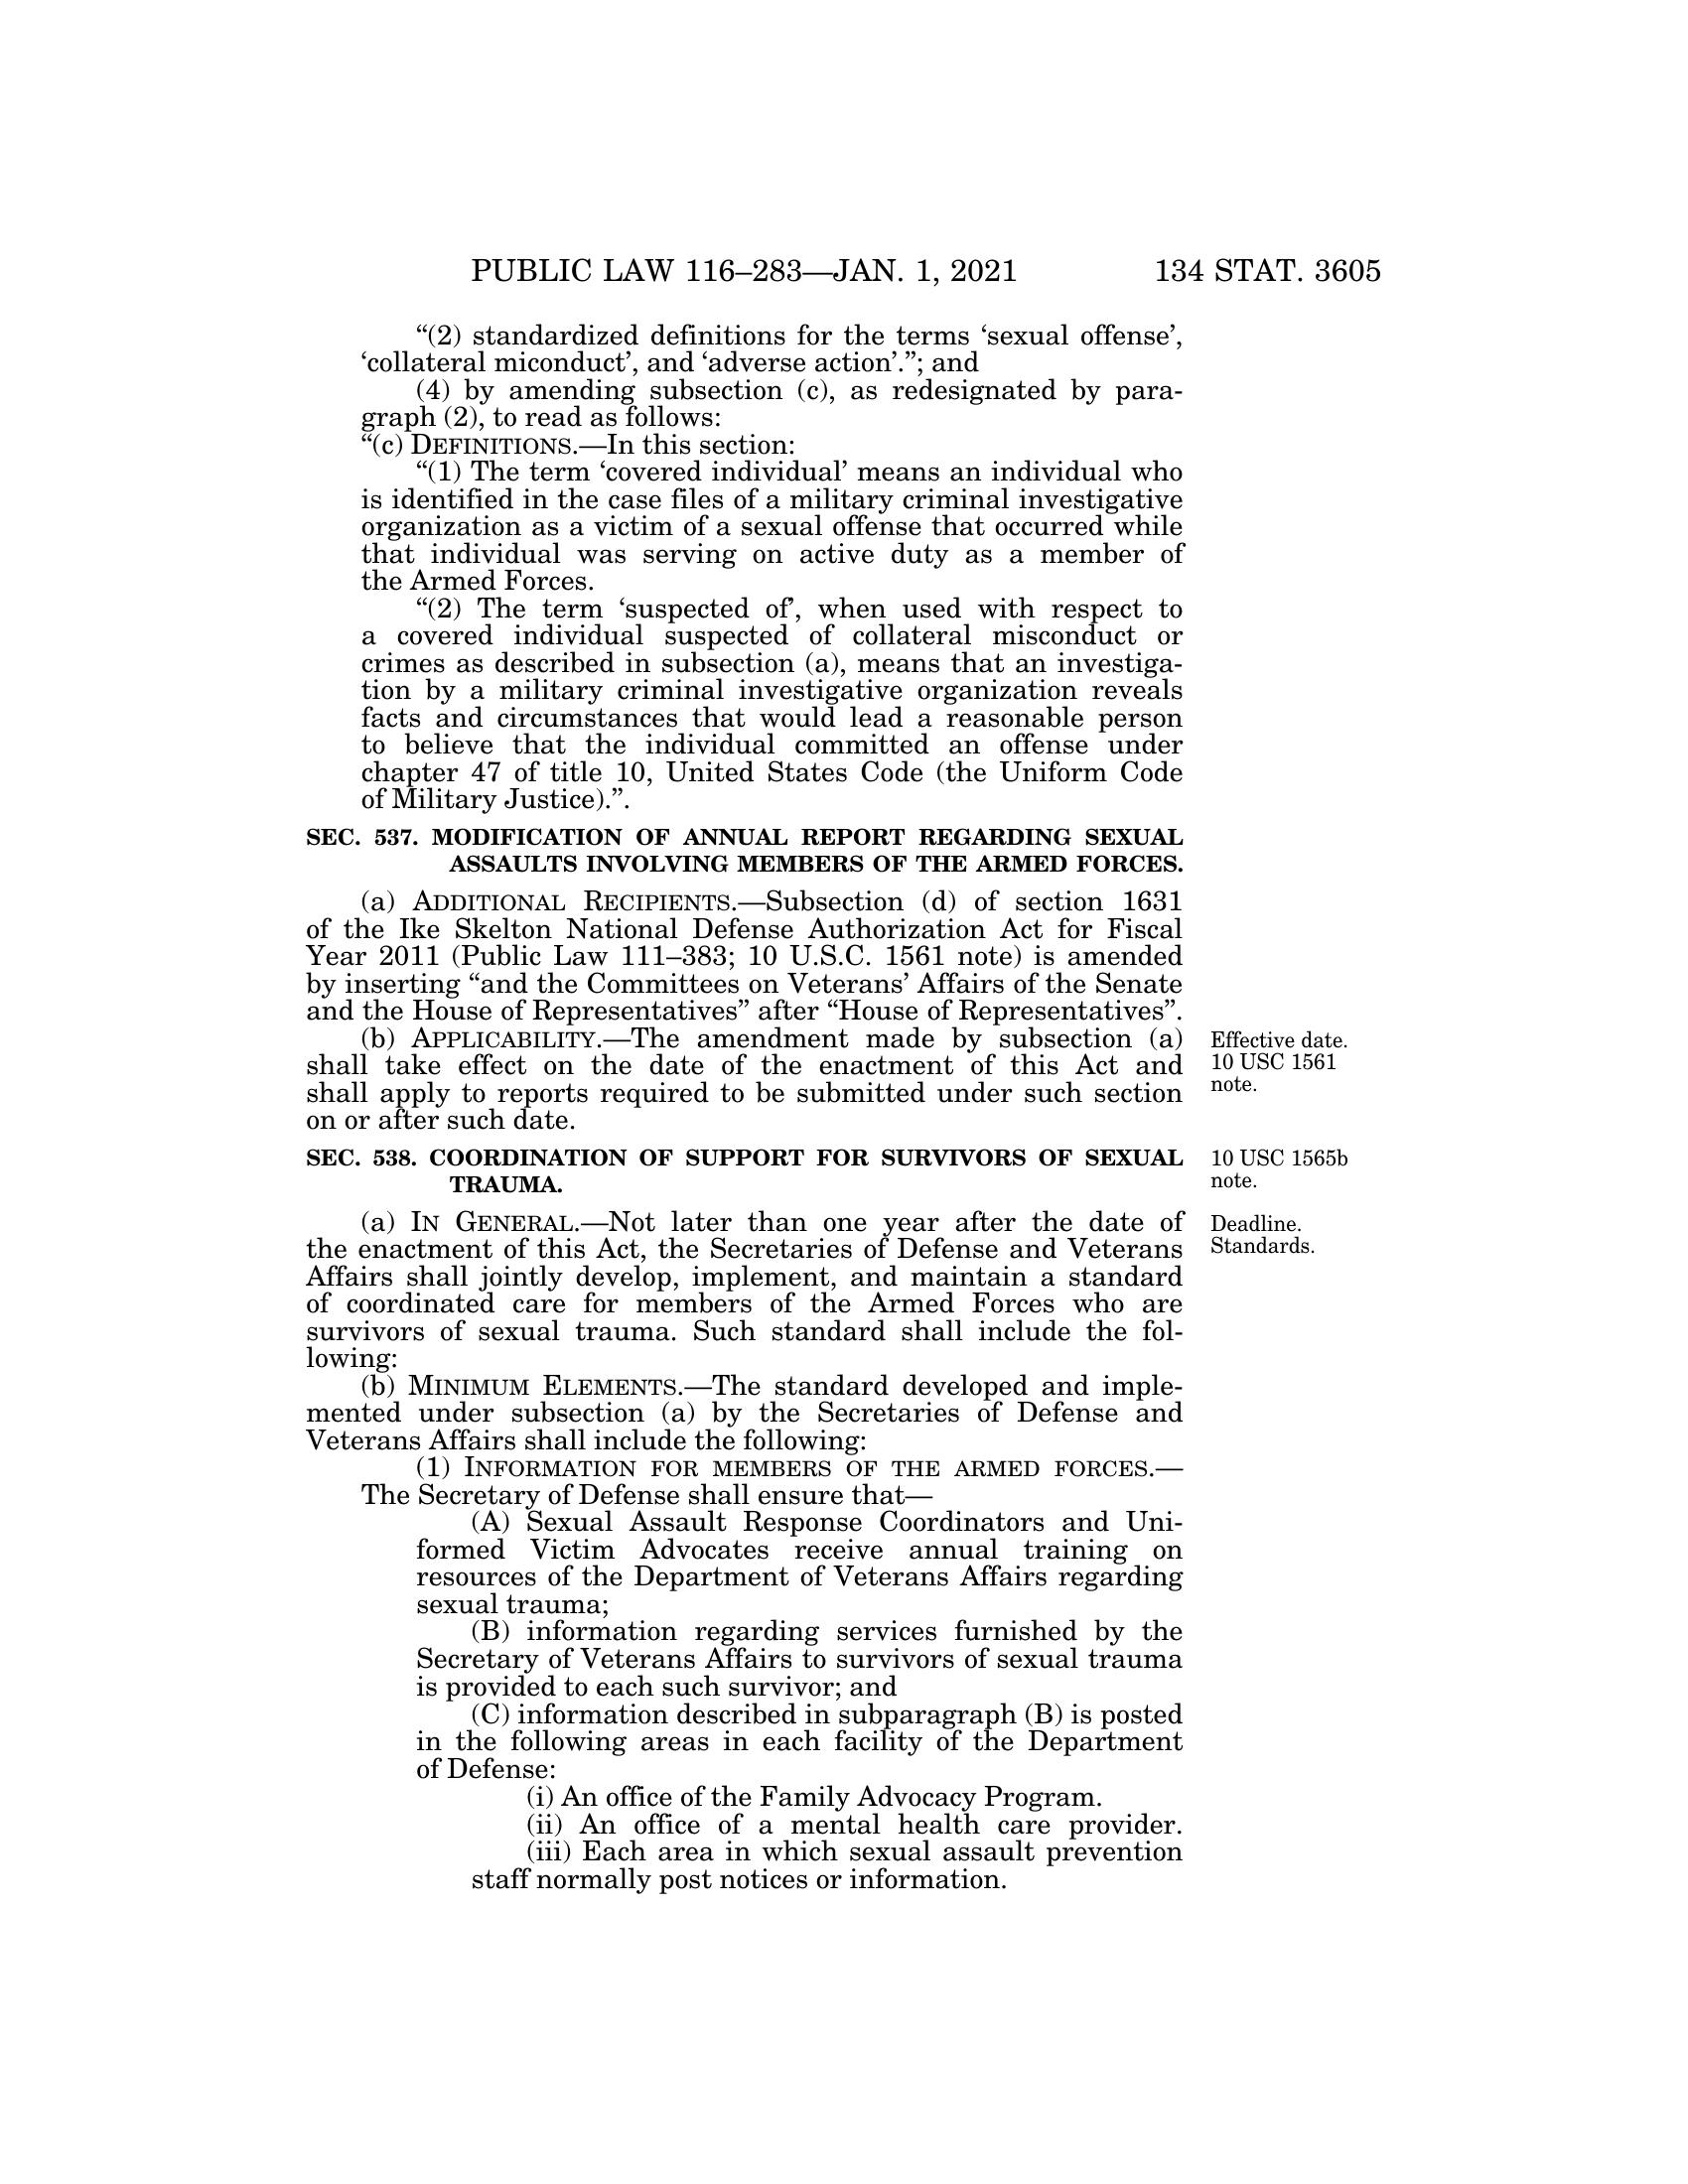 PUBLIC LAW 116–283—JAN. 1, 2021 134 STAT. 3605
“(2) standardized definitions for the terms ‘sexual offense’,
‘collateral miconduct’, and ‘adverse action’.”; and
(4) by amending subsection (c), as redesignated by para-
graph (2), to read as follows:
“(c) DEFINITIONS.—In this section:
“(1) The term ‘covered individual’ means an individual who
is identified in the case files of a military criminal investigative
organization as a victim of a sexual offense that occurred while
that individual was serving on active duty as a member of
the Armed Forces.
“(2) The term ‘suspected of’, when used with respect to
a covered individual suspected of collateral misconduct or
crimes as described in subsection (a), means that an investiga-
tion by a military criminal investigative organization reveals
facts and circumstances that would lead a reasonable person
to believe that the individual committed an offense under
chapter 47 of title 10, United States Code (the Uniform Code
of Military Justice).”.
SEC. 537. MODIFICATION OF ANNUAL REPORT REGARDING SEXUAL
ASSAULTS INVOLVING MEMBERS OF THE ARMED FORCES.
(a) ADDITIONAL RECIPIENTS.—Subsection (d) of section 1631
of the Ike Skelton National Defense Authorization Act for Fiscal
Year 2011 (Public Law 111–383; 10 U.S.C. 1561 note) is amended
by inserting “and the Committees on Veterans’ Affairs of the Senate
and the House of Representatives” after “House of Representatives”.
(b) APPLICABILITY.—The amendment made by subsection (a)
shall take effect on the date of the enactment of this Act and
shall apply to reports required to be submitted under such section
on or after such date.
Effective date.
10 USC 1561
note.
SEC. 538. COORDINATION OF SUPPORT FOR SURVIVORS OF SEXUAL
TRAUMA.
10 USC 1565b
note.
(a) IN GENERAL.—Not later than one year after the date of
the enactment of this Act, the Secretaries of Defense and Veterans
Affairs shall jointly develop, implement, and maintain a standard
of coordinated care for members of the Armed Forces who are
survivors of sexual trauma. Such standard shall include the fol-
lowing:
Deadline.
Standards.
(b) MINIMUM ELEMENTS.—The standard developed and imple-
mented under subsection (a) by the Secretaries of Defense and
Veterans Affairs shall include the following:
(1) INFORMATION FOR MEMBERS OF THE ARMED FORCES.—
The Secretary of Defense shall ensure that—
(A) Sexual Assault Response Coordinators and Uni-
formed Victim Advocates receive annual training on
resources of the Department of Veterans Affairs regarding
sexual trauma;
(B) information regarding services furnished by the
Secretary of Veterans Affairs to survivors of sexual trauma
is provided to each such survivor; and
(C) information described in subparagraph (B) is posted
in the following areas in each facility of the Department
of Defense:
(i) An office of the Family Advocacy Program.
(ii) An office of a mental health care provider.
(iii) Each area in which sexual assault prevention
staff normally post notices or information.